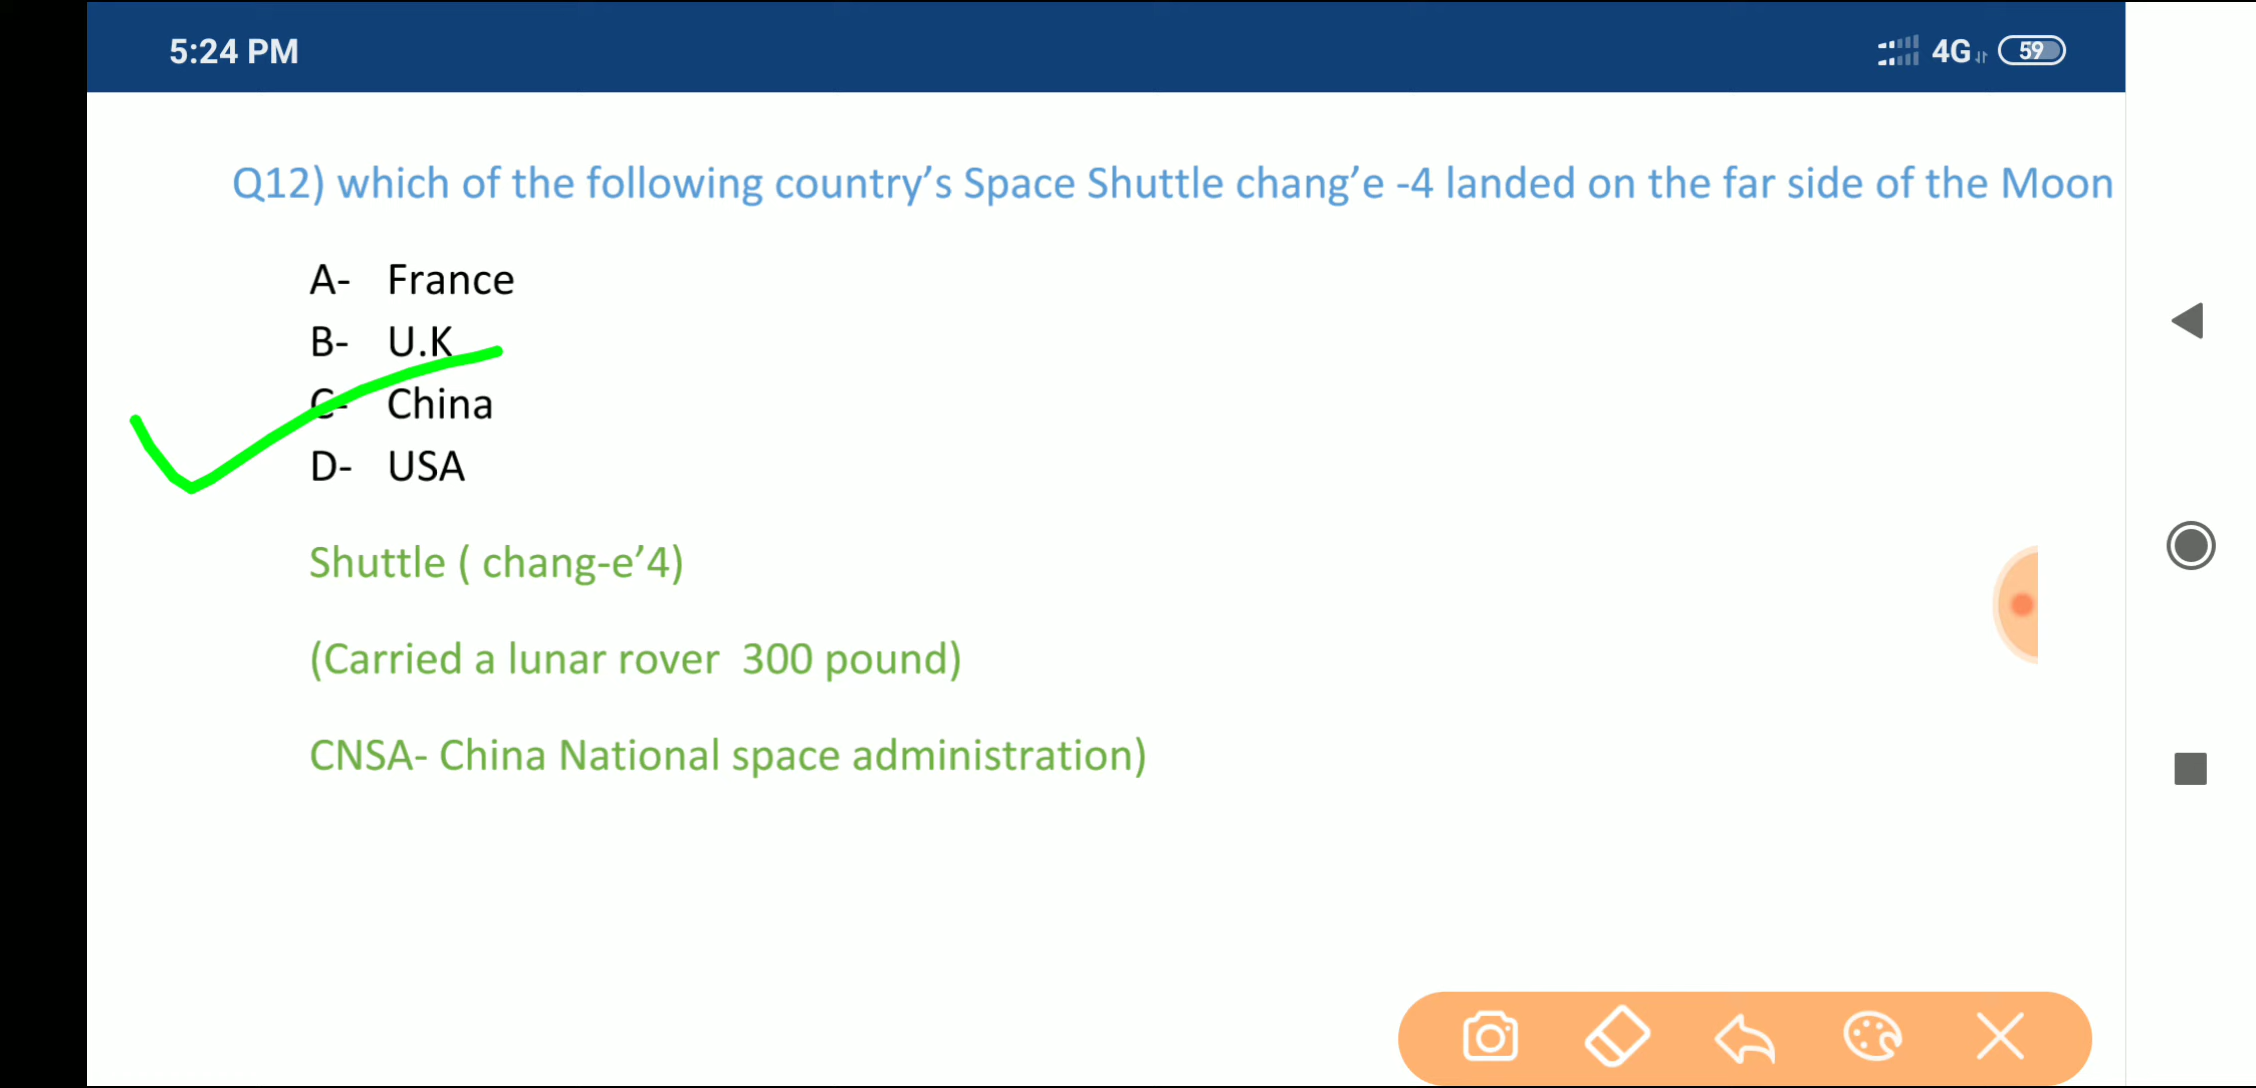 5:24 PM
4G 59
Q12) which of the following country’s Space Shuttle chang’e -4 landed on the far side of the Moon
A- France
B- U.K
C- China
D- USA
Shuttle ( chang-e’4)
(Carried a lunar rover 300 pound)
CNSA- China National space administration)